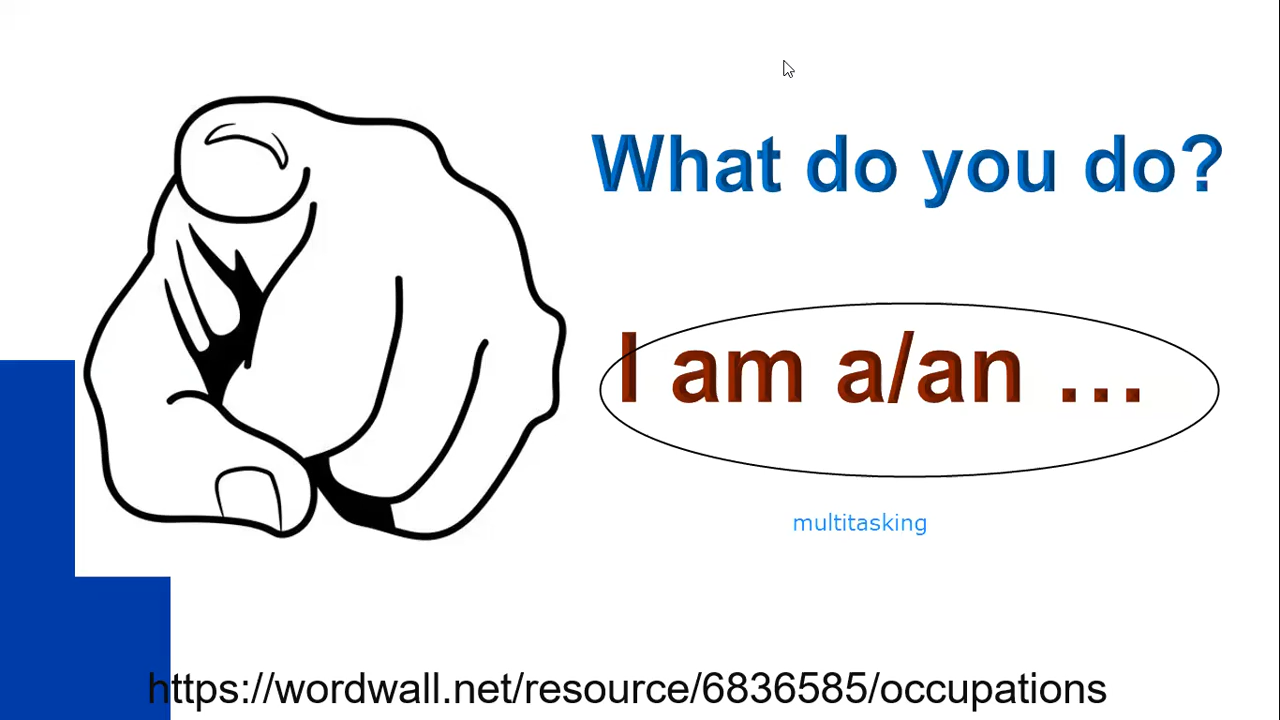 What do you do?
I am a/an ...
multitasking
https://wordwall.net/resource/6836585/occupations